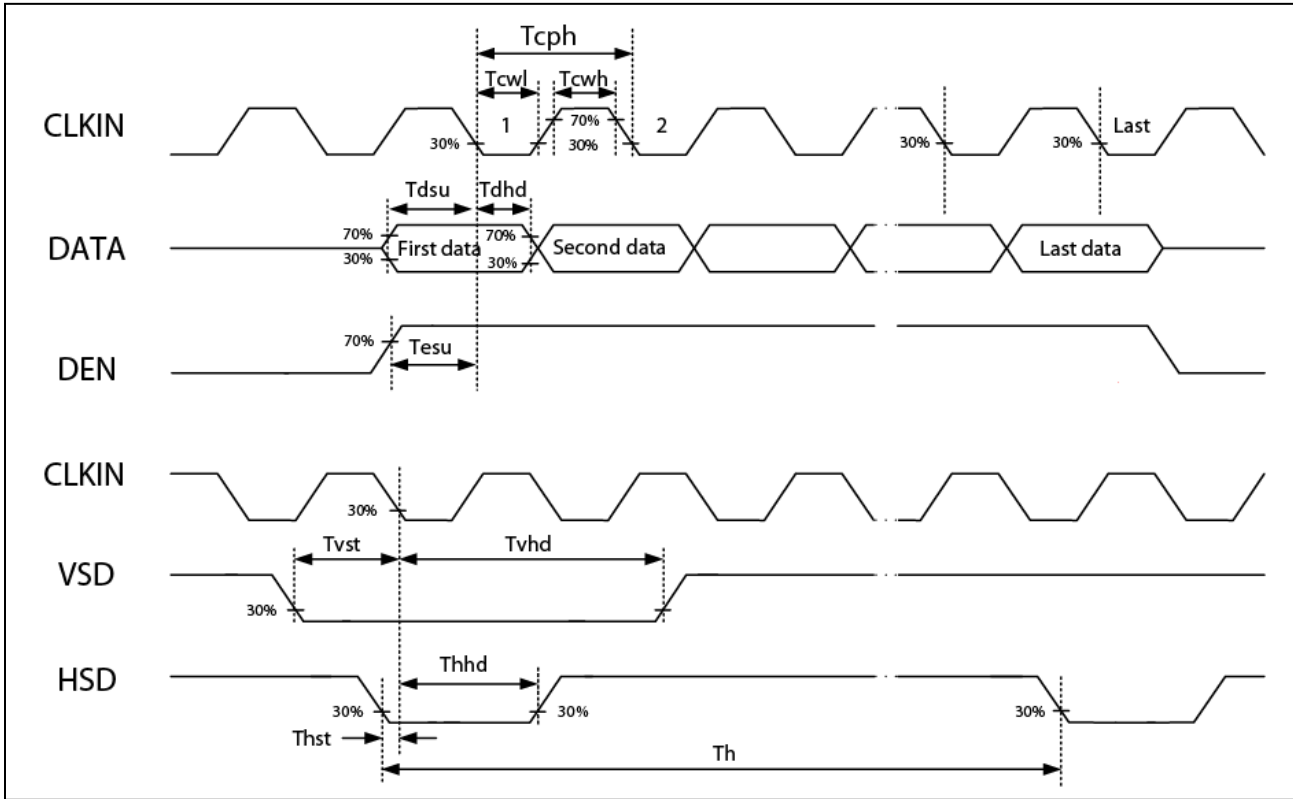 Tcph
Tcwl Tcwh
CLKIN 30% 1 70% 30% 2 30% 30% Last
Tdsu Tdhd
DATA 70% 30% First data 70% 30% Second data Last data
70% Tesu
DEN
CLKIN 30%
Tvst Tvhd
VSD 30%
HSD Thhd
30% 30% 30%
Thst
Th